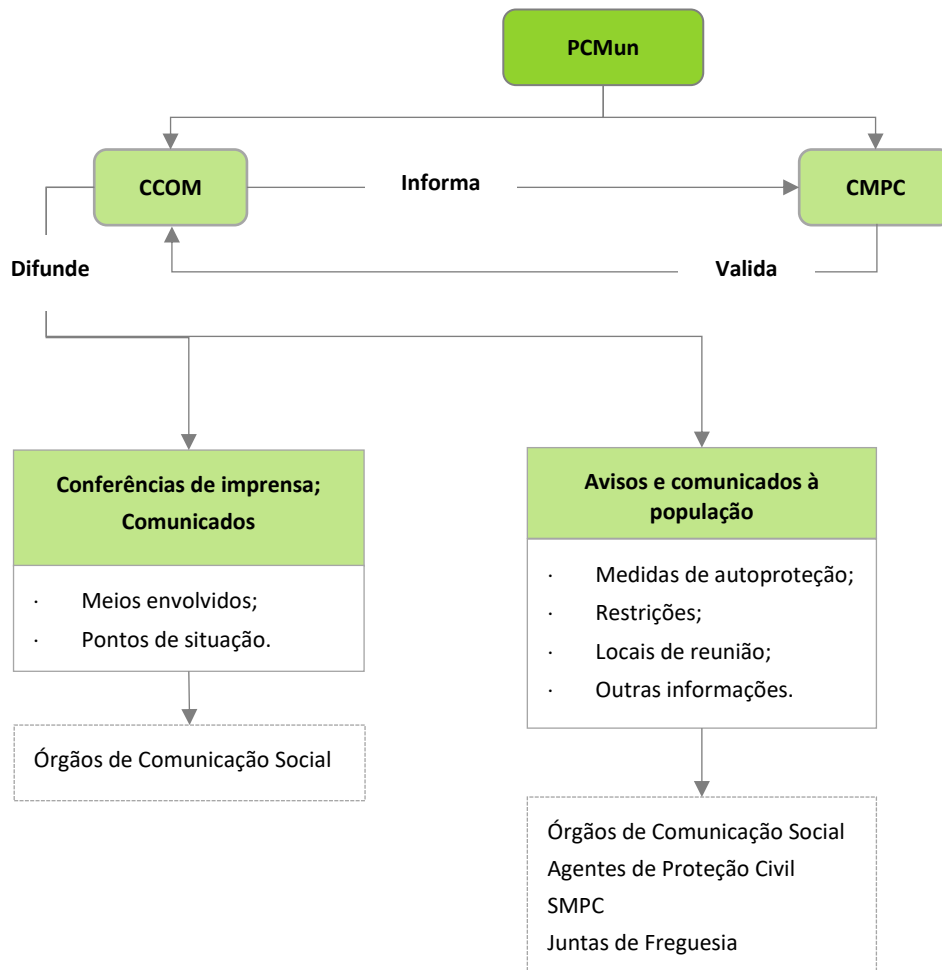 PCMun
CCOM
Informa
CMPC
Difunde
Valida
Conferências de imprensa;
Comunicados
· Meios envolvidos;
· Pontos de situação.
Órgãos de Comunicação Social
Avisos e comunicados à
população
· Medidas de autoproteção;
· Restrições;
· Locais de reunião;
· Outras informações.
Órgãos de Comunicação Social
Agentes de Proteção Civil
SMPC
Juntas de Freguesia